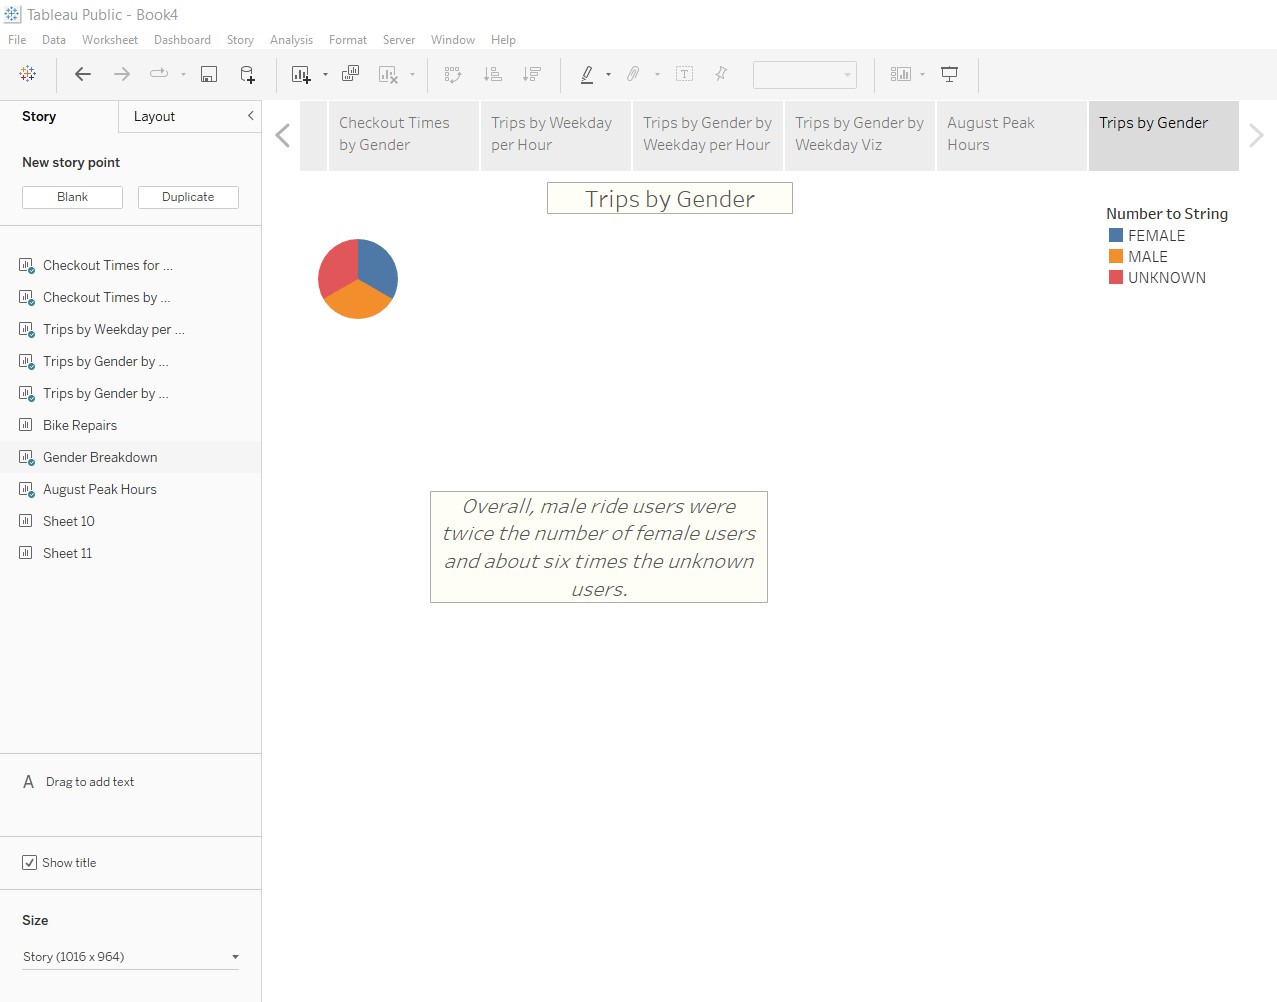 Tableau Public - Book4
File Data Worksheet Dashboard Story Analysis Format Server Window Help
Story Layout
New story point
Blank Duplicate
Checkout Times for ...
Checkout Times by ...
Trips by Weekday per ...
Trips by Gender by ...
Trips by Gender by ...
Bike Repairs
Gender Breakdown
August Peak Hours
Sheet 10
Sheet 11
A Drag to add text
Show title
Size
Story (1016 x 964)
Checkout Times
by Gender
Trips by Weekday
per Hour
Trips by Gender by
Weekday per Hour
Trips by Gender by
Weekday Viz
August Peak
Hours
Trips by Gender
Trips by Gender
Number to String
FEMALE
MALE
UNKNOWN
Overall, male ride users were
twice the number of female users
and about six times the unknown
users.